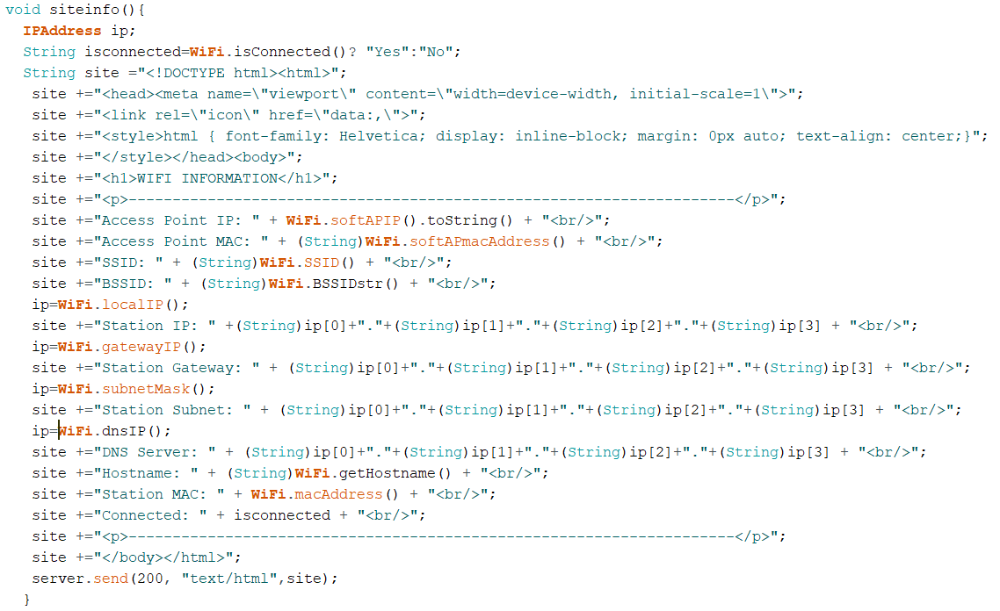 void siteinfo(){
  IPAddress ip;
  String isconnected=WiFi.isConnected()? "Yes":"No";
  String site ="<!DOCTYPE html><html>";
   site +="<head><meta name=\"viewport\" content=\"width=device-width, initial-scale=1\">";
   site +="<link rel=\"icon\" href=\"data:,\">";
   site +="<style>html { font-family: Helvetica; display: inline-block; margin: 0px auto; text-align: center;}";
   site +="</style></head><body>";
   site +="<h1>WIFI INFORMATION</h1>";
   site +="<p>---------------------------------------------------------------------</p>";
   site +="Access Point IP: " + WiFi.softAPIP().toString() + "<br/>";
   site +="Access Point MAC: " + (String)WiFi.softAPmacAddress() + "<br/>";
   site +="SSID: " + (String)WiFi.SSID() + "<br/>";
   site +="BSSID: " + (String)WiFi.BSSIDstr() + "<br/>";
   ip=WiFi.localIP();
   site +="Station IP: " +(String)ip[0]+"."+(String)ip[1]+"."+(String)ip[2]+"."+(String)ip[3] + "<br/>";
   ip=WiFi.gatewayIP();
   site +="Station Gateway: " + (String)ip[0]+"."+(String)ip[1]+"."+(String)ip[2]+"."+(String)ip[3] + "<br/>";
   ip=WiFi.subnetMask();
   site +="Station Subnet: " + (String)ip[0]+"."+(String)ip[1]+"."+(String)ip[2]+"."+(String)ip[3] + "<br/>";
   ip=WiFi.dnsIP();
   site +="DNS Server: " + (String)ip[0]+"."+(String)ip[1]+"."+(String)ip[2]+"."+(String)ip[3] + "<br/>";
   site +="Hostname: " + (String)WiFi.getHostname() + "<br/>";
   site +="Station MAC: " + WiFi.macAddress() + "<br/>";
   site +="Connected: " + isconnected + "<br/>";
   site +="<p>---------------------------------------------------------------------</p>";
   site +="</body></html>";
   server.send(200, "text/html",site);
  }